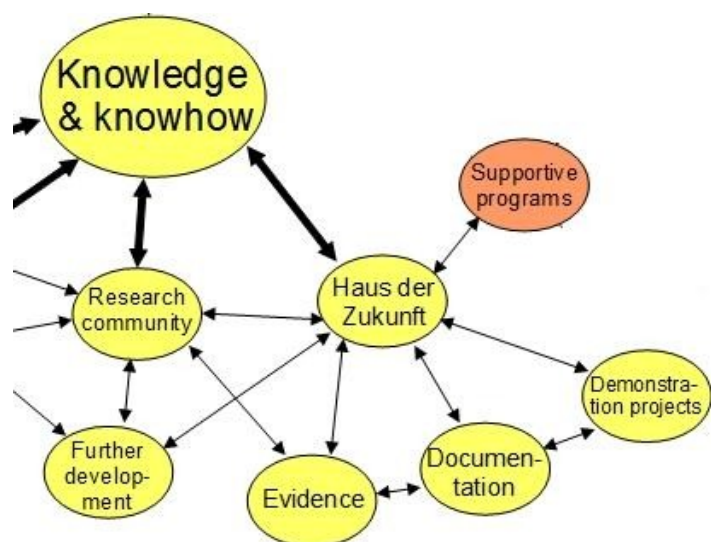 Knowledge
& knowhow
Supportive
programs
Research
community
Haus der
Zukunft
Demonstra-
tion projects
Further
develop-
ment
Evidence
Documen-
tation